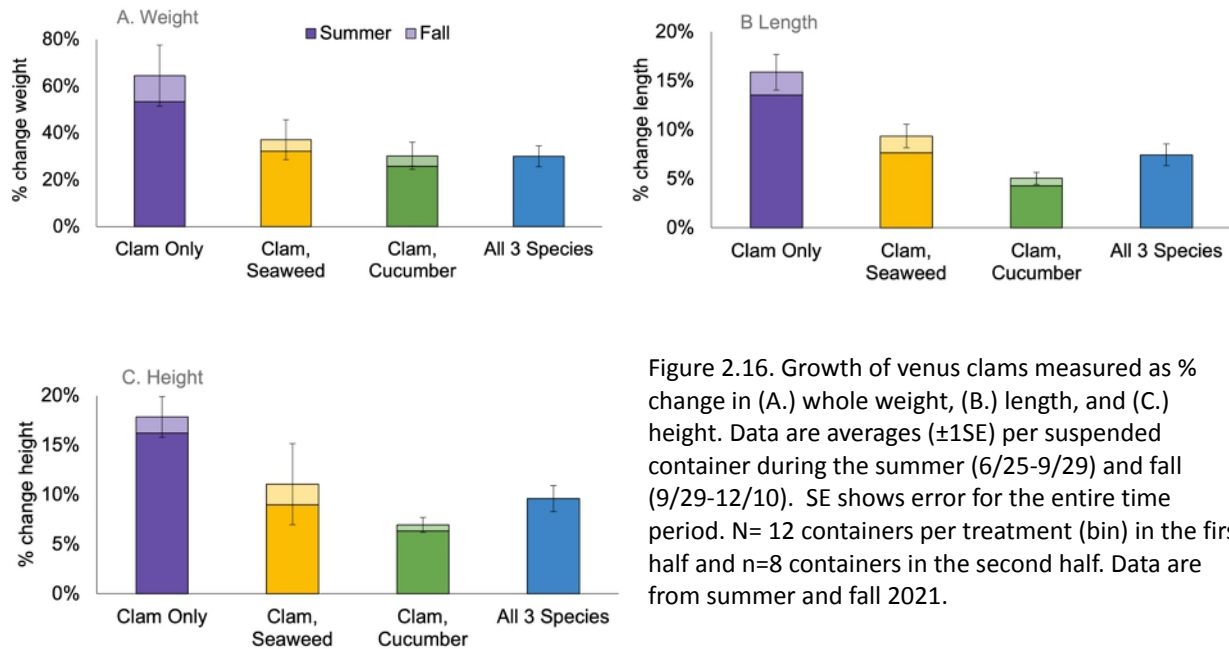 A. Weight
Summer Fall
80%
60%
40%
20%
0%
% change weight
Clam Only
Clam,
Seaweed
Clam,
Cucumber
All 3 Species
B Length
20%
15%
10%
5%
0%
% change length
Clam Only
Clam,
Seaweed
Clam,
Cucumber
All 3 Species
C. Height
20%
15%
10%
5%
0%
% change height
Clam Only
Clam,
Seaweed
Clam,
Cucumber
All 3 Species
Figure 2.16. Growth of venus clams measured as %
change in (A.) whole weight, (B.) length, and (C.)
height. Data are averages (±1SE) per suspended
container during the summer (6/25-9/29) and fall
(9/29-12/10). SE shows error for the entire time
period. N= 12 containers per treatment (bin) in the firs
half and n=8 containers in the second half. Data are
from summer and fall 2021.